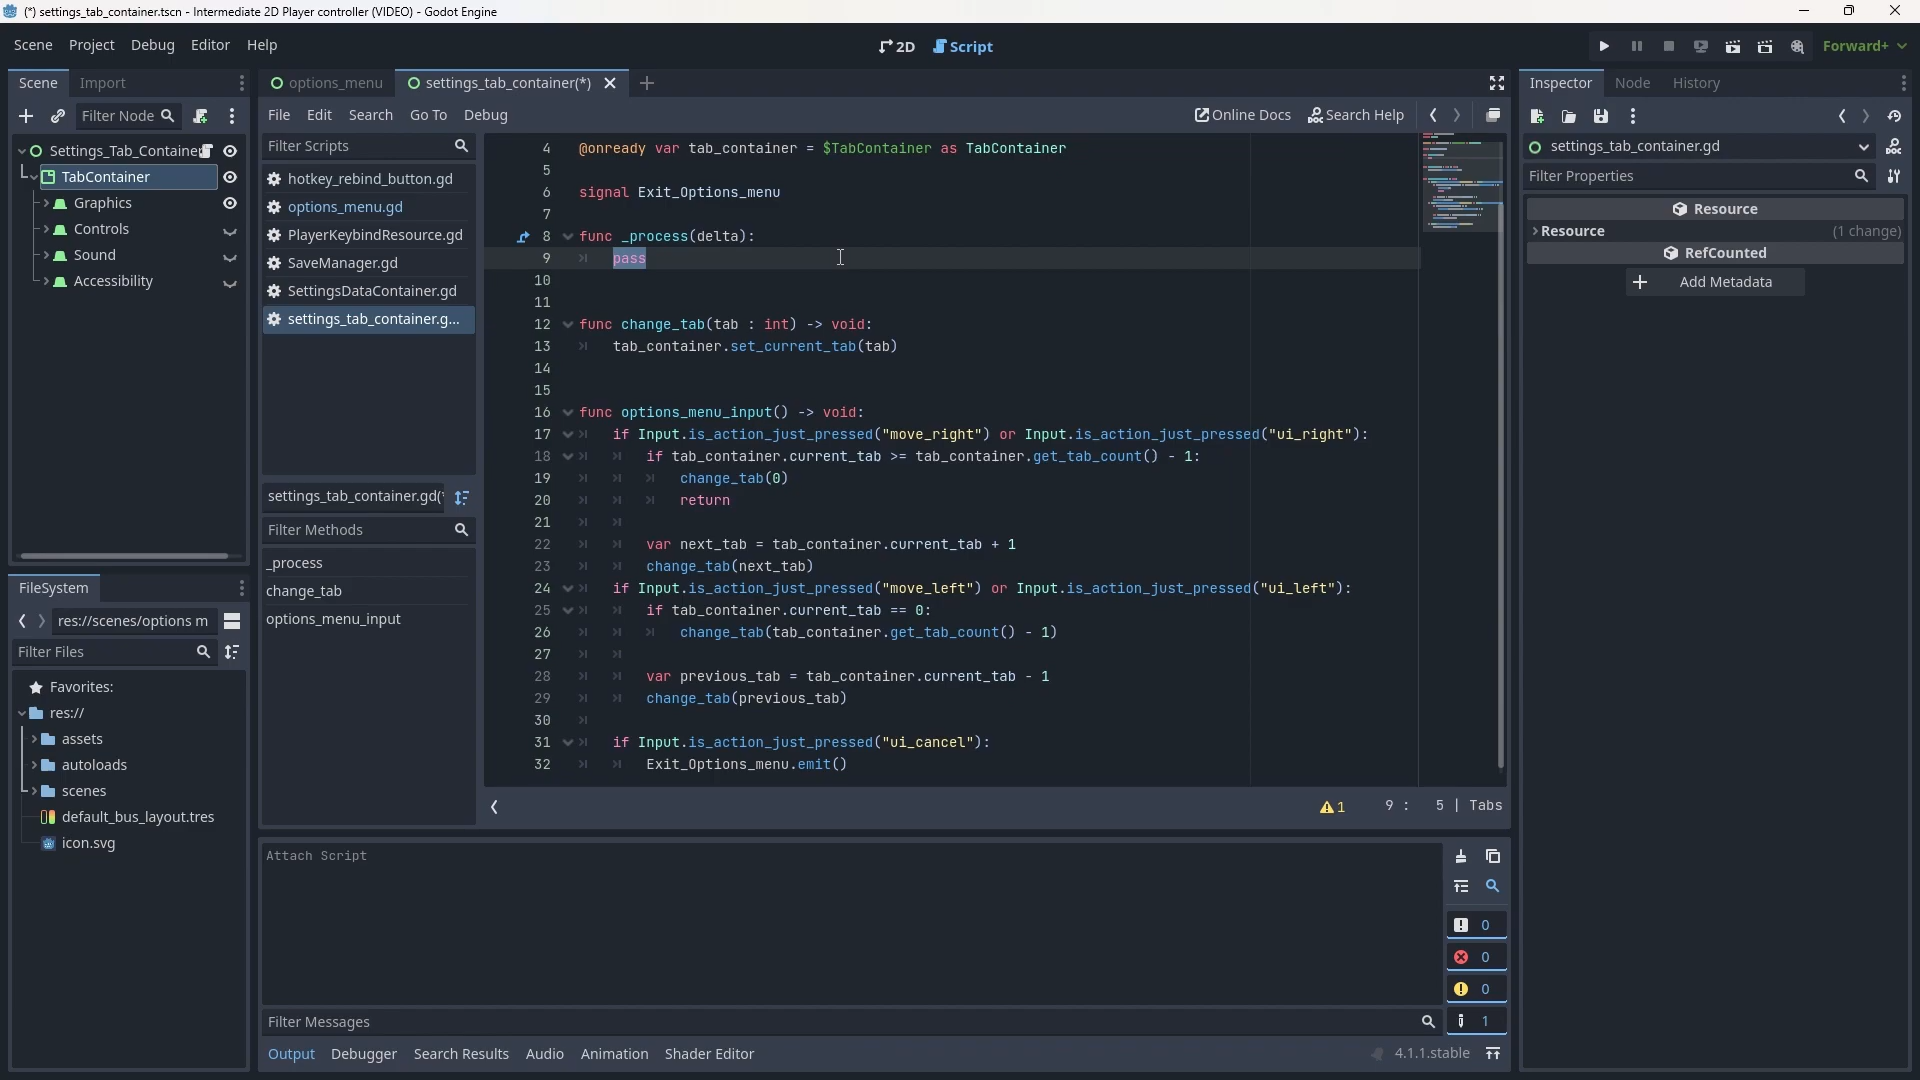 (*) settings_tab_container.tscn - Intermediate 2D Player controller (VIDEO) - Godot Engine
Scene Project Debug Editor Help
2D Script
Forward+
Scene Import
Filter Node
Settings_Tab_Container
TabContainer
Graphics
Controls
Sound
Accessibility
FileSystem
res://scenes/options m
Filter Files
Favorites:
res://
assets
autoloads
scenes
default_bus_layout.tres
icon.svg
options_menu settings_tab_container(*)
File Edit Search Go To Debug
Online Docs Search Help
Filter Scripts
hotkey_rebind_button.gd
options_menu.gd
PlayerKeybindResource.gd
SaveManager.gd
SettingsDataContainer.gd
settings_tab_container.g...
settings_tab_container.gd(*
Filter Methods
_process
change_tab
options_menu_input
4 @onready var tab_container = $TabContainer as TabContainer
5
6 signal Exit_Options_menu
7
8 func _process(delta):
9 pass
10
11
12 func change_tab(tab : int) -> void:
13 tab_container.set_current_tab(tab)
14
15
16 func options_menu_input() -> void:
17 if Input.is_action_just_pressed("move_right") or Input.is_action_just_pressed("ui_right"):
18 if tab_container.current_tab >= tab_container.get_tab_count() - 1:
19 change_tab(0)
20 return
21
22 var next_tab = tab_container.current_tab + 1
23 change_tab(next_tab)
24 if Input.is_action_just_pressed("move_left") or Input.is_action_just_pressed("ui_left"):
25 if tab_container.current_tab == 0:
26 change_tab(tab_container.get_tab_count() - 1)
27
28 var previous_tab = tab_container.current_tab - 1
29 change_tab(previous_tab)
30
31 if Input.is_action_just_pressed("ui_cancel"):
32 Exit_Options_menu.emit()
1 9 : 5 | Tabs
Attach Script
0
0
0
1
Filter Messages
Output Debugger Search Results Audio Animation Shader Editor
4.1.1.stable
Inspector Node History
settings_tab_container.gd
Filter Properties
Resource
Resource (1 change)
RefCounted
Add Metadata